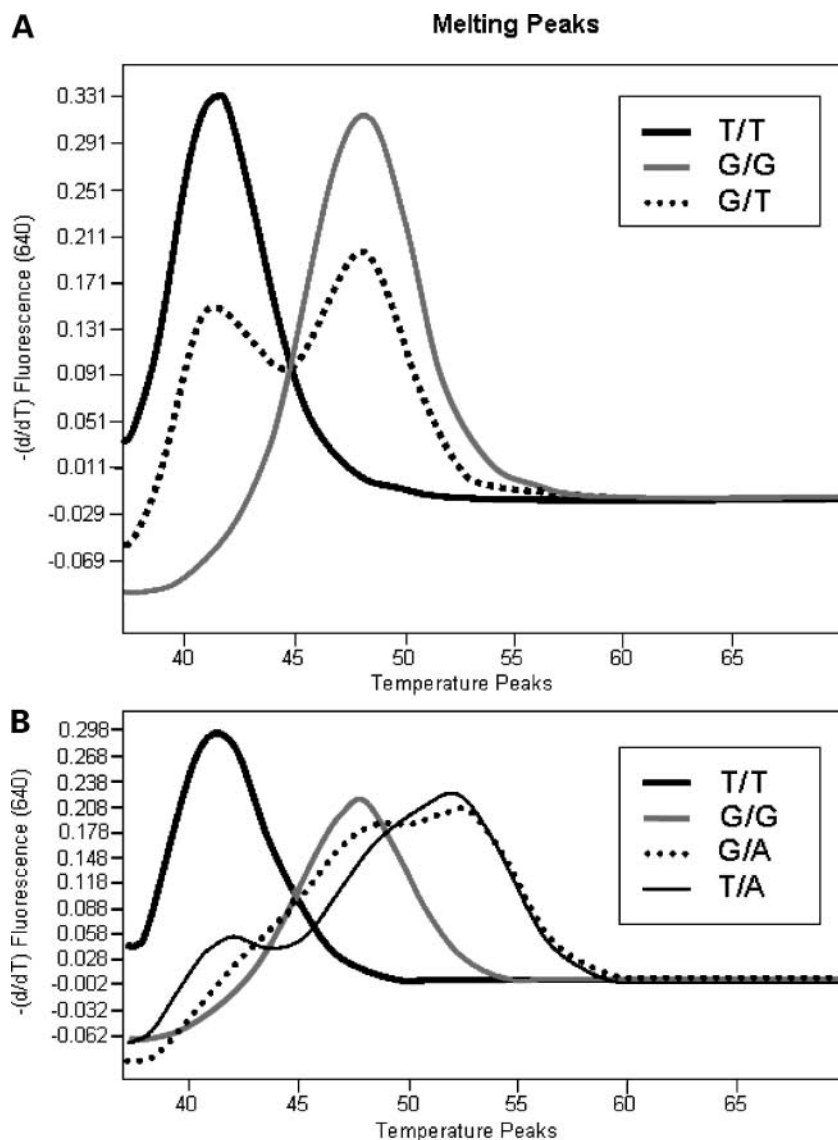 A
Melting Peaks
-(d/dT) Fluorescence (640)
0.331
0.291
0.251
0.211
0.171
0.131
0.091
0.051
0.011
-0.029
-0.069
T/T
G/G
G/T
40 45 50 55 60 65
Temperature Peaks
B
-(d/dT) Fluorescence (640)
0.298
0.268
0.238
0.208
0.178
0.148
0.118
0.088
0.058
0.028
-0.002
-0.032
-0.062
T/T
G/G
G/A
T/A
40 45 50 55 60 65
Temperature Peaks